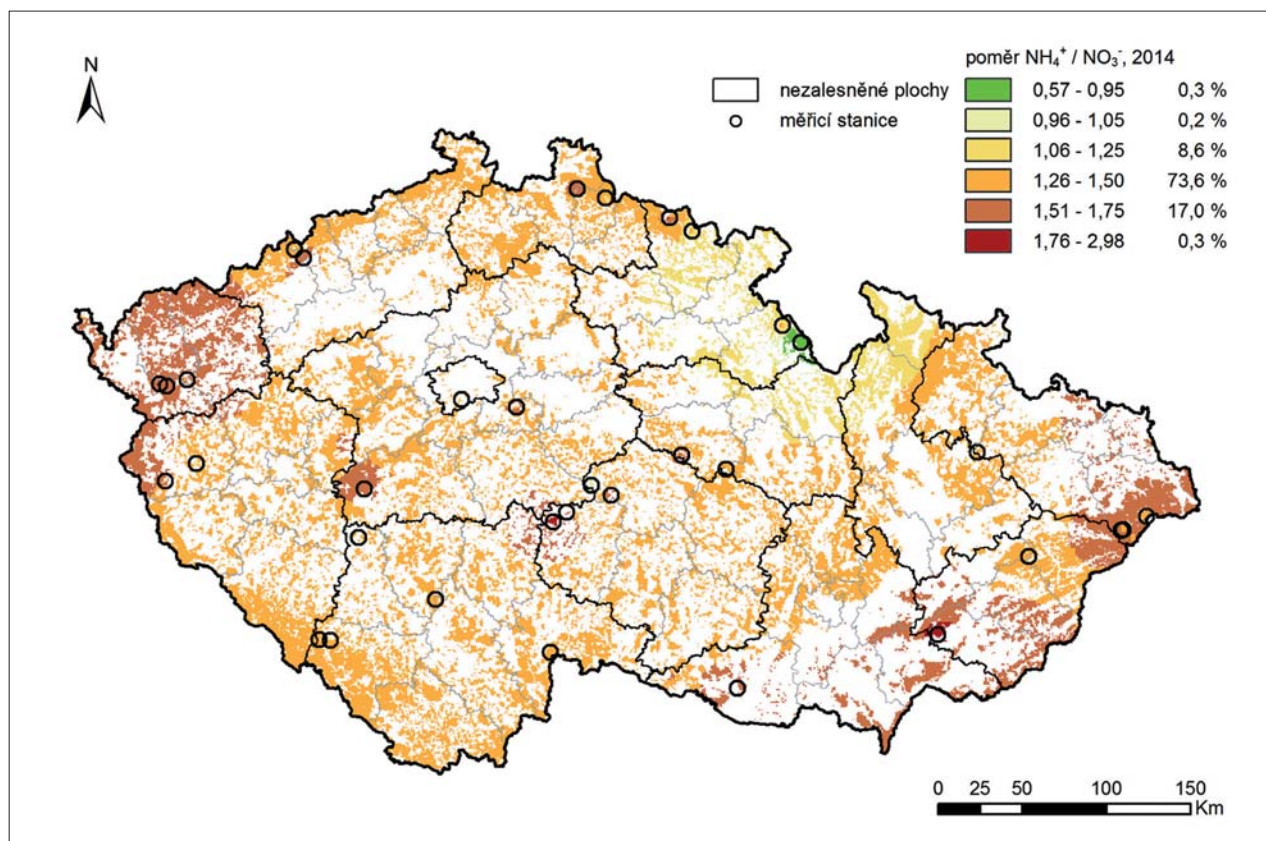 N
poměr NH₄⁺ / NO₃⁻, 2014
nezalesněné plochy
měřicí stanice
0,57 - 0,95 0,3 %
0,96 - 1,05 0,2 %
1,06 - 1,25 8,6 %
1,26 - 1,50 73,6 %
1,51 - 1,75 17,0 %
1,76 - 2,98 0,3 %
0 25 50 100 150
Km